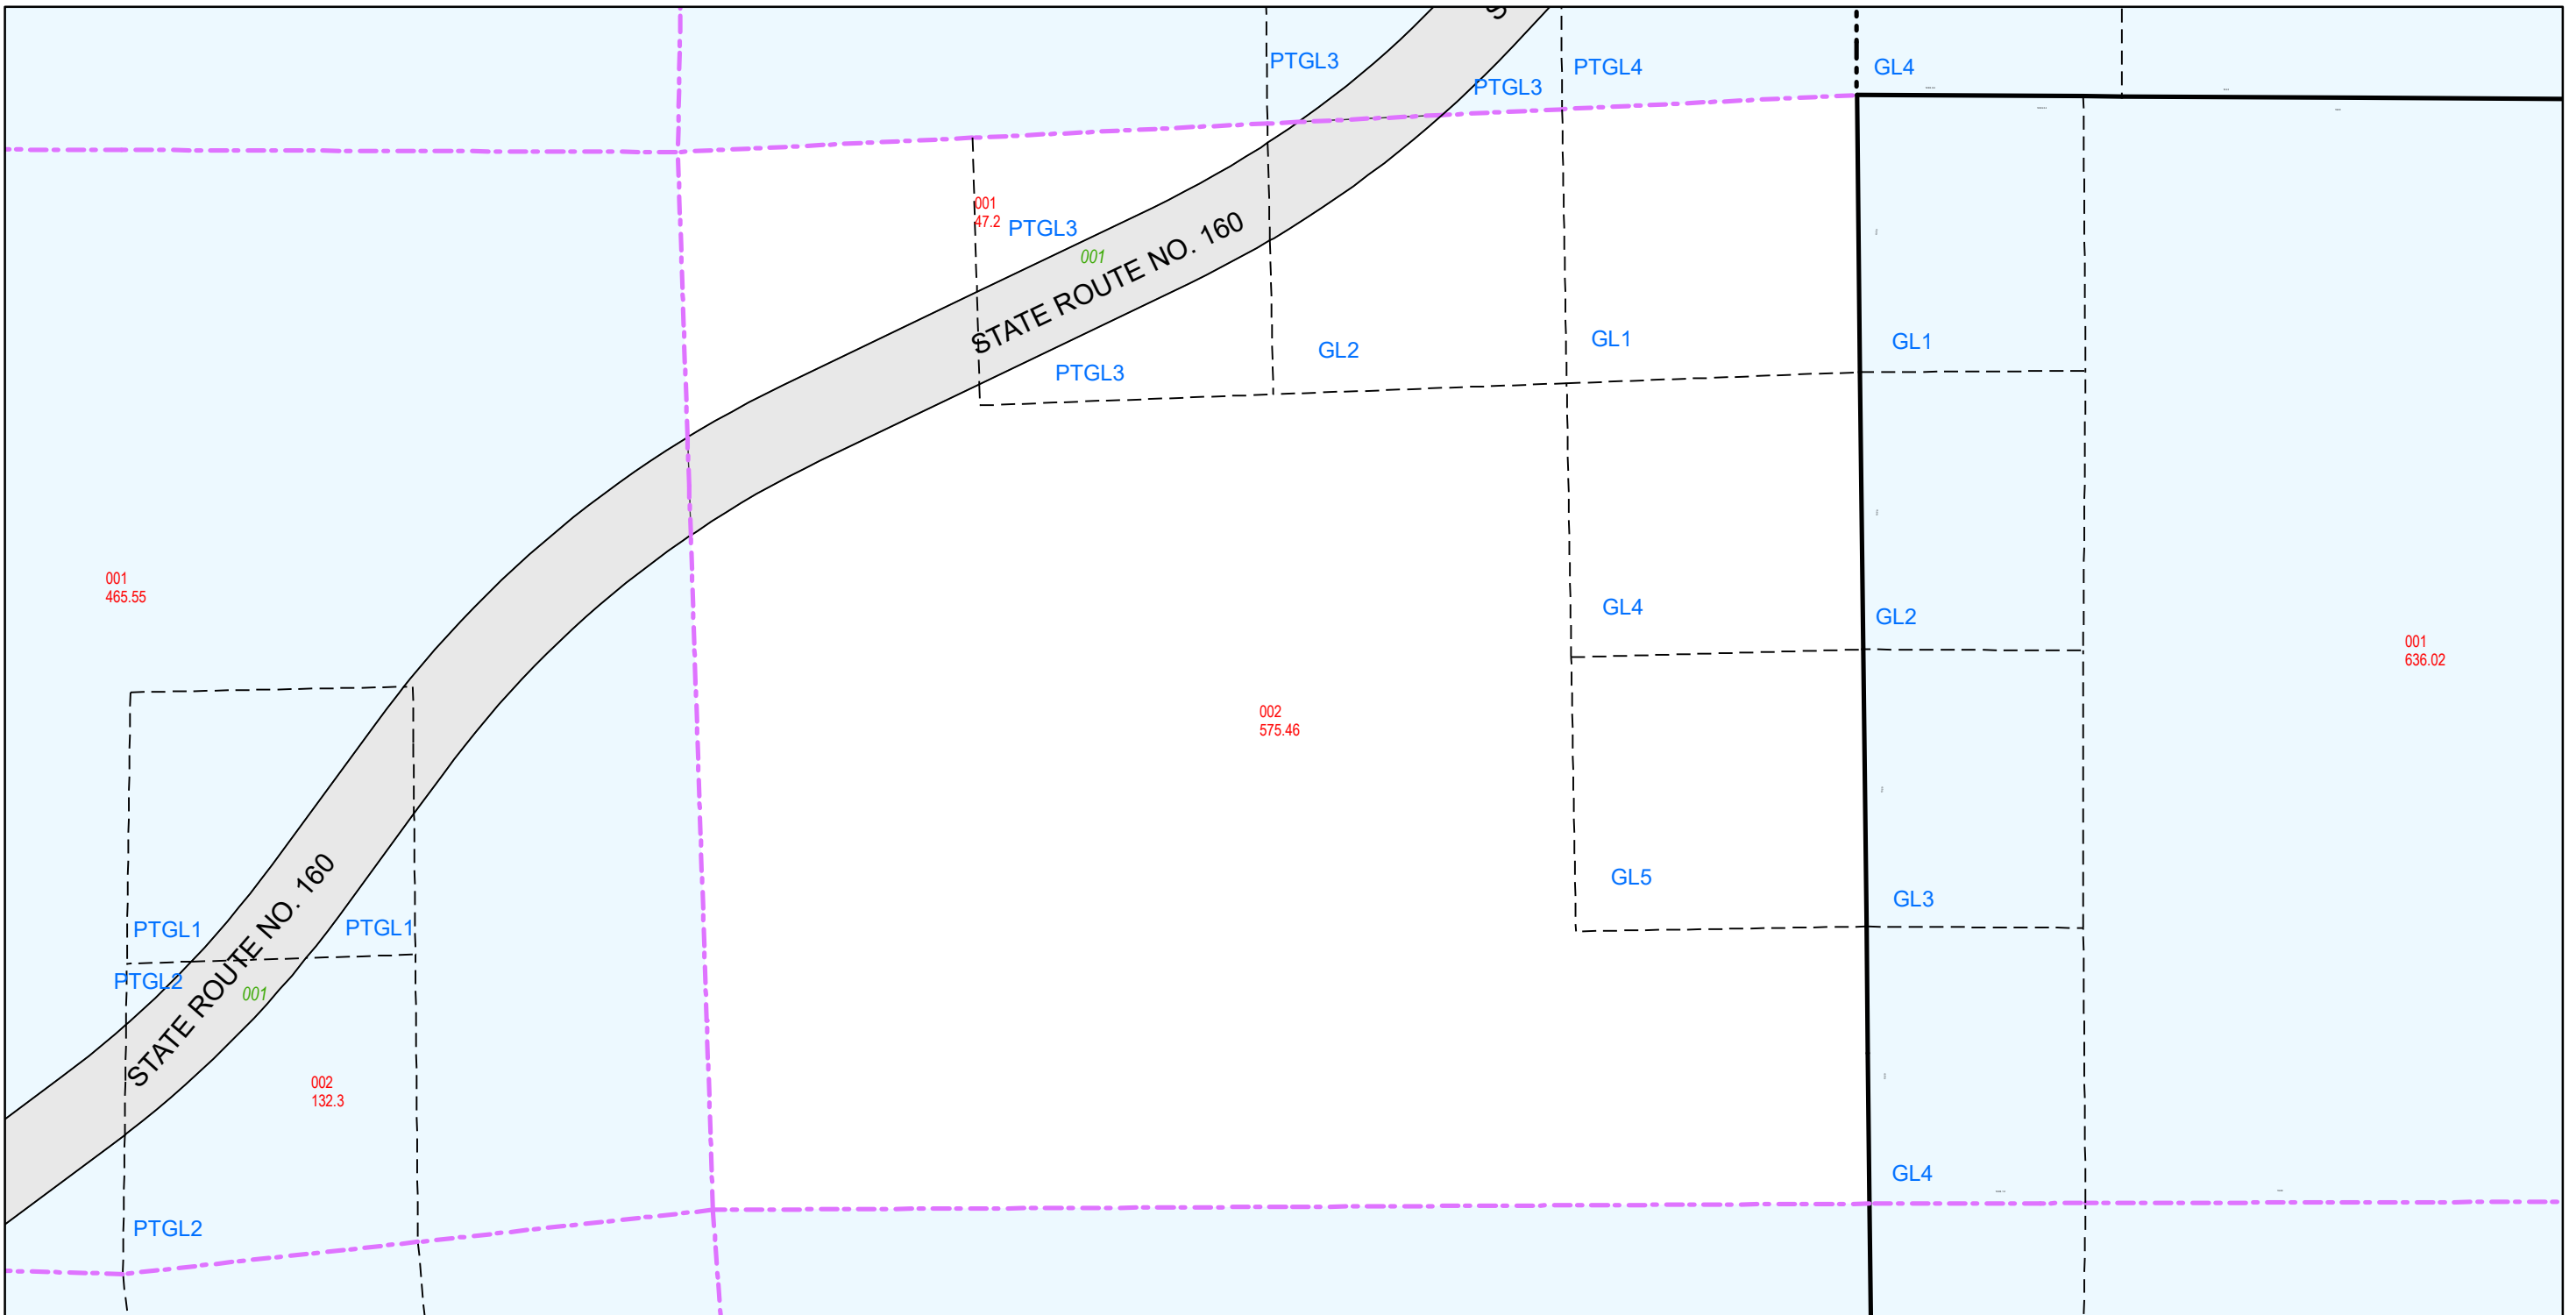 PTGL3
PTGL3
PTGL4
GL4
001
47.2
PTGL3
001
STATE ROUTE NO. 160
PTGL3
GL2
GL1
GL1
001
465.55
GL4
GL2
001
636.02
002
575.46
GL5
GL3
PTGL1
PTGL1
PTGL2
001
STATE ROUTE NO. 160
002
132.3
PTGL2
GL4